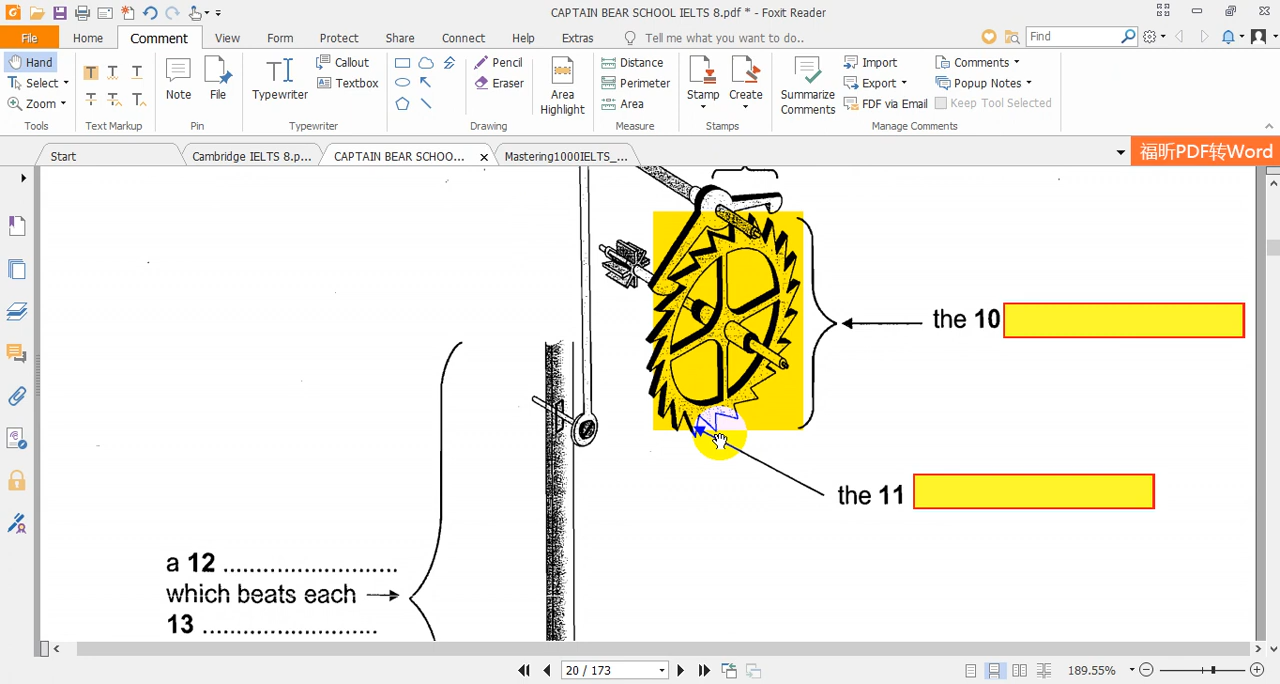 CAPTAIN BEAR SCHOOL IELTS 8.pdf * - Foxit Reader
File Home Comment View Form Protect Share Connect Help Extras Tell me what you want to do.. Find
Hand
Select
Zoom
Tools
Text Markup
Note
File
Pin
Typewriter
Callout
Textbox
Typewriter
Pencil
Eraser
Drawing
Area
Highlight
Distance
Perimeter
Area
Measure
Stamp
Create
Stamps
Summarize
Comments
Import
Export
FDF via Email
Comments
Popup Notes
Keep Tool Selected
Manage Comments
Start
Cambridge IELTS 8.p...
CAPTAIN BEAR SCHOO...
Mastering1000IELTS_...
福昕PDF转Word
the 10
the 11
a 12 ..........................
which beats each
13 ..........................
20 / 173
189.55%